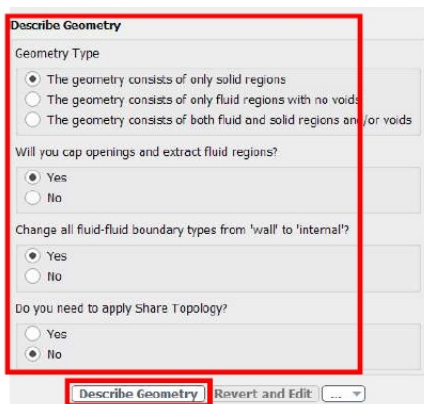 Describe Geometry
Geometry Type
The geometry consists of only solid regions
The geometry consists of only fluid regions with no voids
The geometry consists of both fluid and solid regions and/or voids
Will you cap openings and extract fluid regions?
Yes
No
Change all fluid-fluid boundary types from 'wall' to 'internal'?
Yes
No
Do you need to apply Share Topology?
Yes
No
Describe Geometry Revert and Edit ...